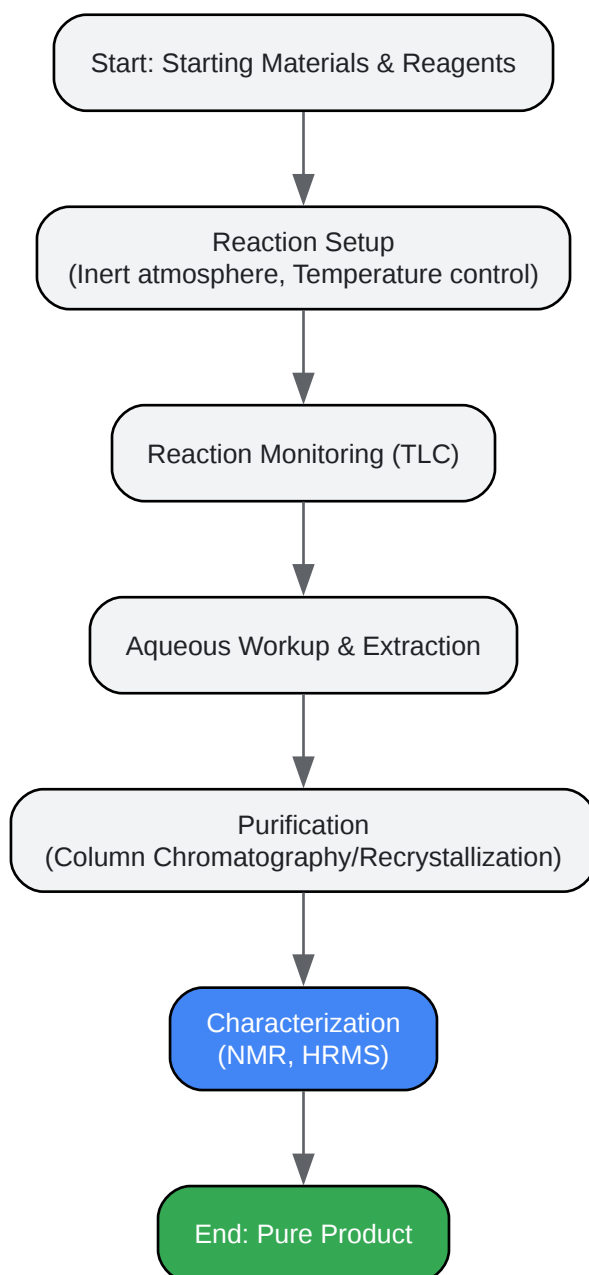 Start: Starting Materials & Reagents
Reaction Setup
(Inert atmosphere, Temperature control)
Reaction Monitoring (TLC)
Aqueous Workup & Extraction
Purification
(Column Chromatography/Recrystallization)
Characterization
(NMR, HRMS)
End: Pure Product